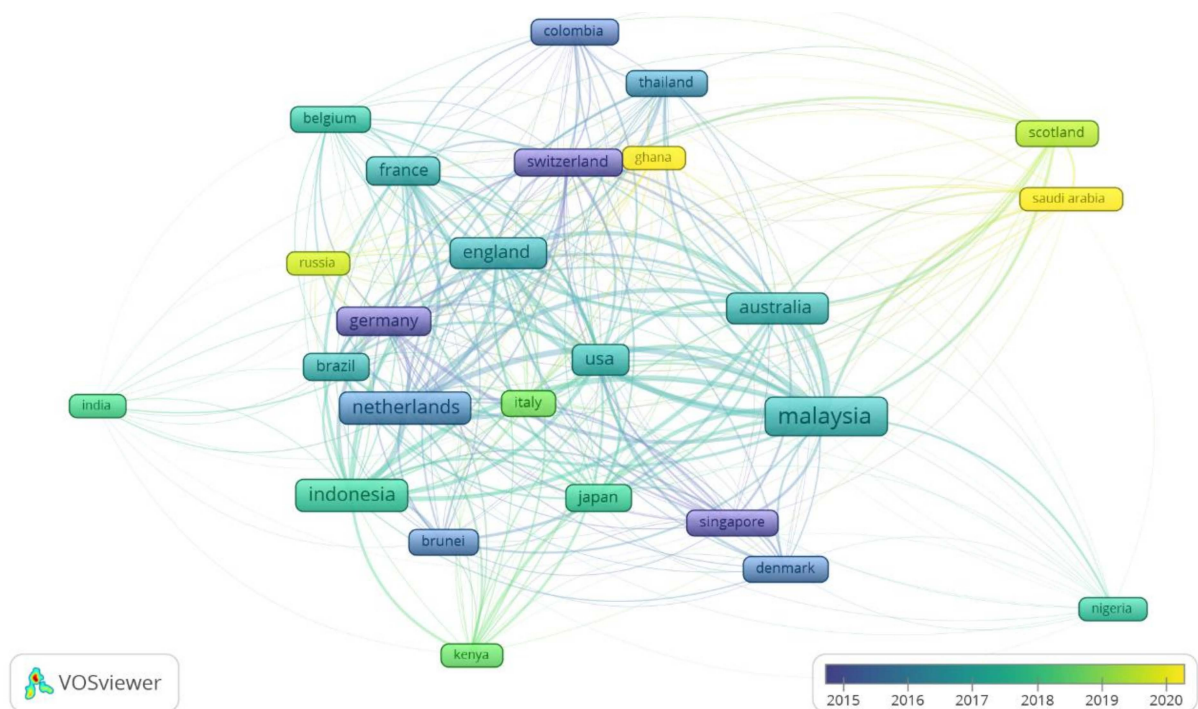 colombia
thailand
belgium
scotland
switzerland
ghana
france
saudi arabia
england
russia
australia
germany
usa
brazil
italy
netherlands
india
malaysia
indonesia
japan
singapore
brunei
denmark
nigeria
kenya
VOSviewer
2015 2016 2017 2018 2019 2020